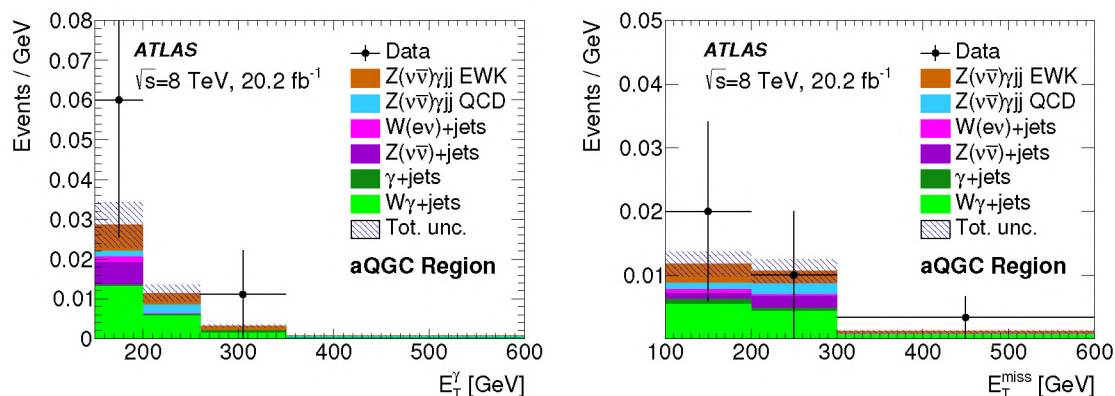 Events / GeV
0.08
0.07
0.06
0.05
0.04
0.03
0.02
0.01
0
ATLAS
√s=8 TeV, 20.2 fb⁻¹
Data
Z(νν̅)γjj EWK
Z(νν̅)γjj QCD
W(eν)+jets
Z(νν̅)+jets
γ+jets
Wγ+jets
Tot. unc.
aQGC Region
200 300 400 500 600
E_T^γ [GeV]
Events / GeV
0.05
0.04
0.03
0.02
0.01
ATLAS
√s=8 TeV, 20.2 fb⁻¹
Data
Z(νν̅)γjj EWK
Z(νν̅)γjj QCD
W(eν)+jets
Z(νν̅)+jets
γ+jets
Wγ+jets
Tot. unc.
aQGC Region
100 200 300 400 500 600
E_T^miss [GeV]